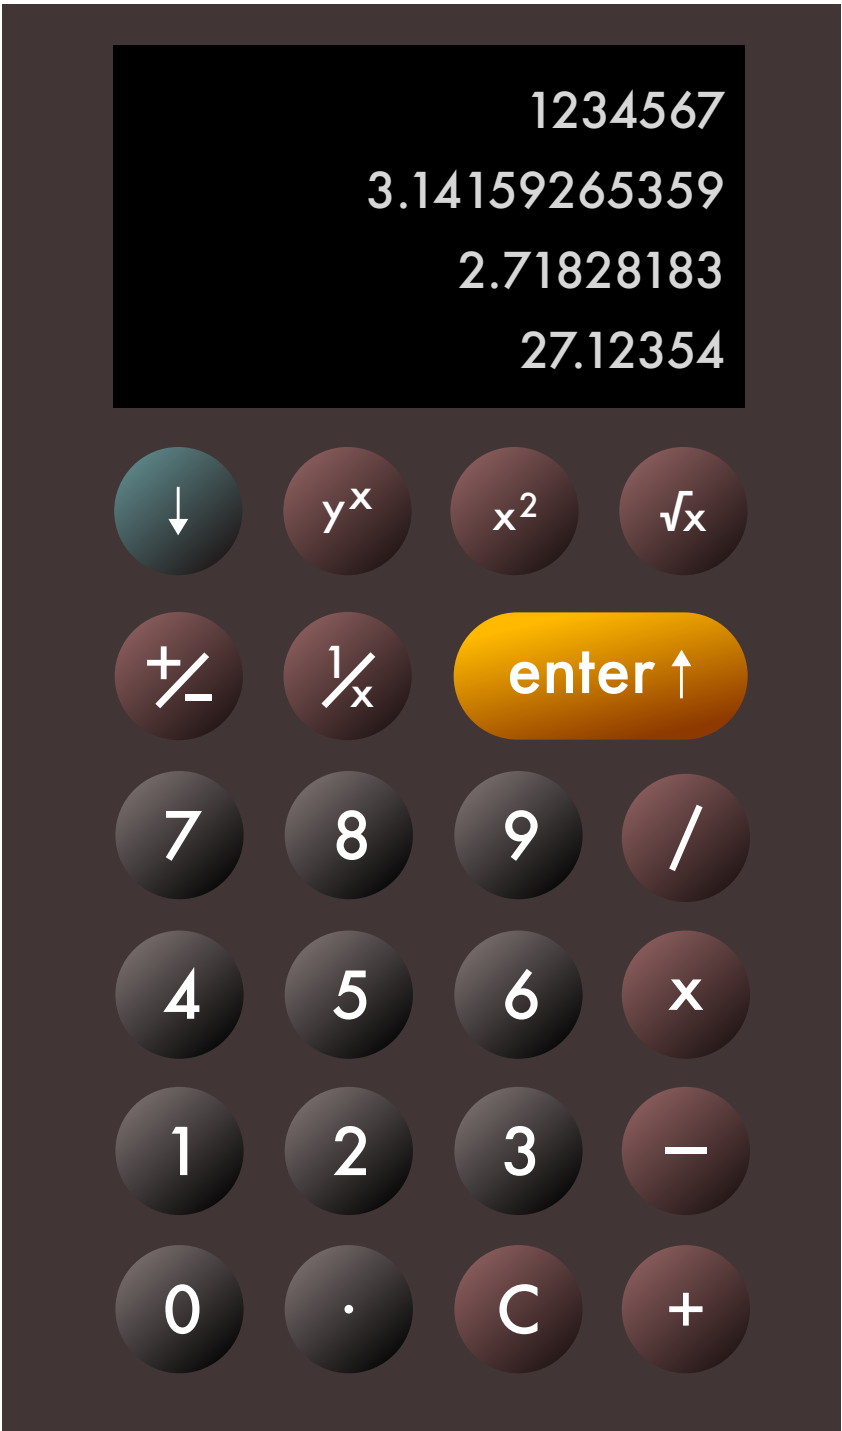 1234567
3.14159265359
2.71828183
27.12354
↓ yˣ x² √x
+/− 1/x enter ↑
7 8 9 /
4 5 6 x
1 2 3 −
0 · C +